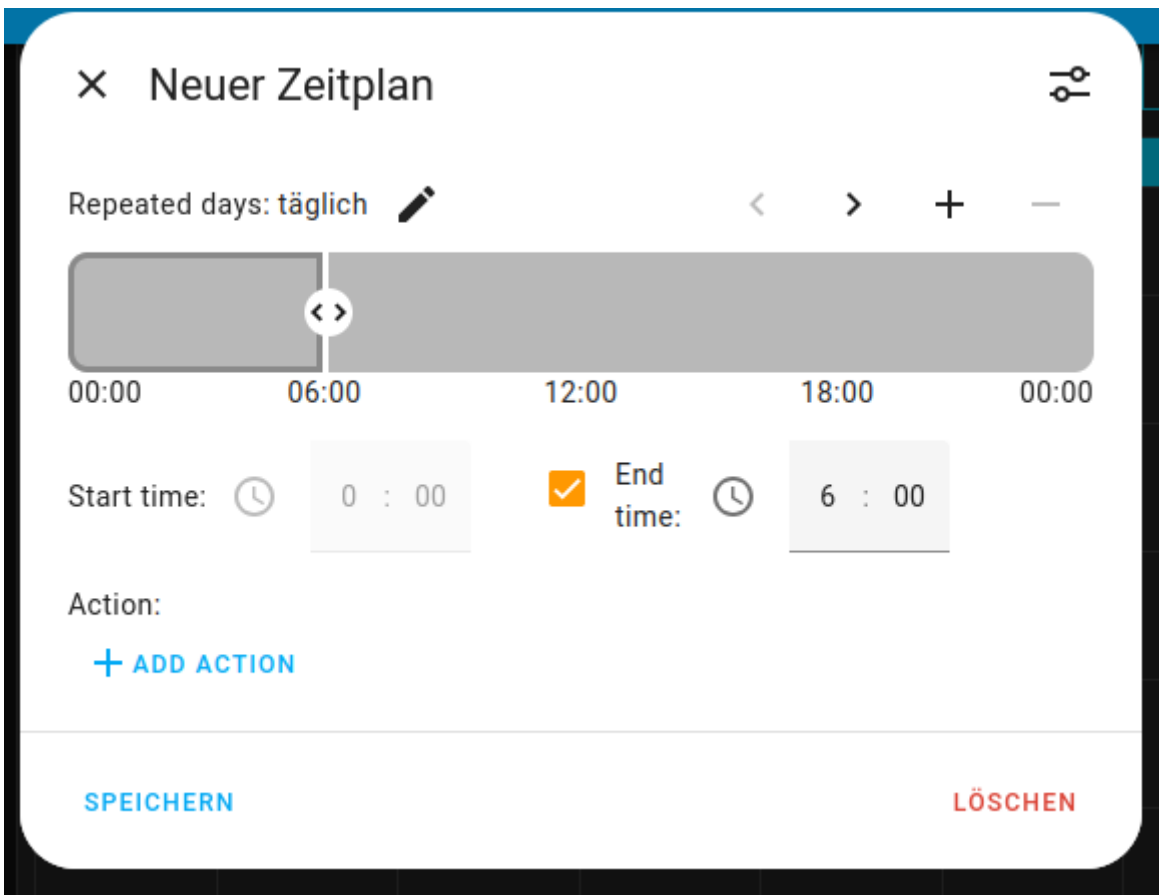 Neuer Zeitplan
Repeated days: täglich
00:00 06:00 12:00 18:00 00:00
Start time: 0 : 00 End time: 6 : 00
Action:
+ ADD ACTION
SPEICHERN LÖSCHEN